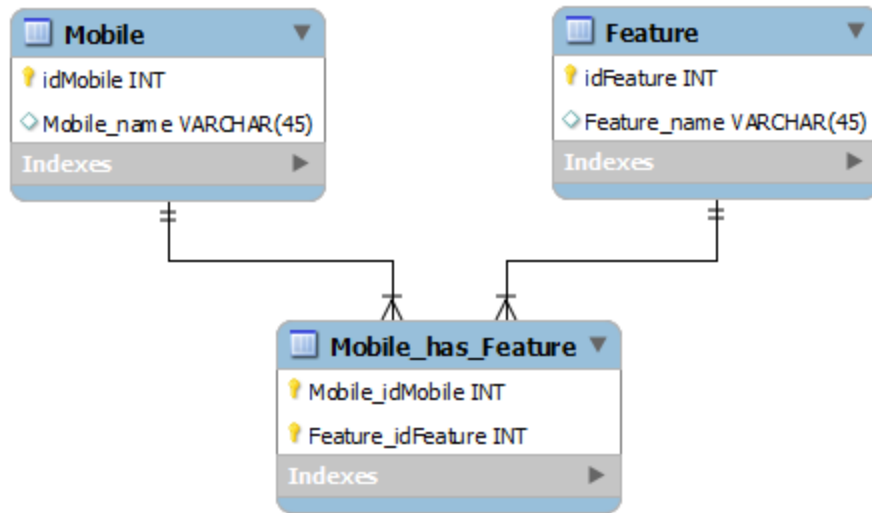 Mobile
idMobile INT
Mobile_name VARCHAR(45)
Indexes
Feature
idFeature INT
Feature_name VARCHAR(45)
Indexes
Mobile_has_Feature
Mobile_idMobile INT
Feature_idFeature INT
Indexes